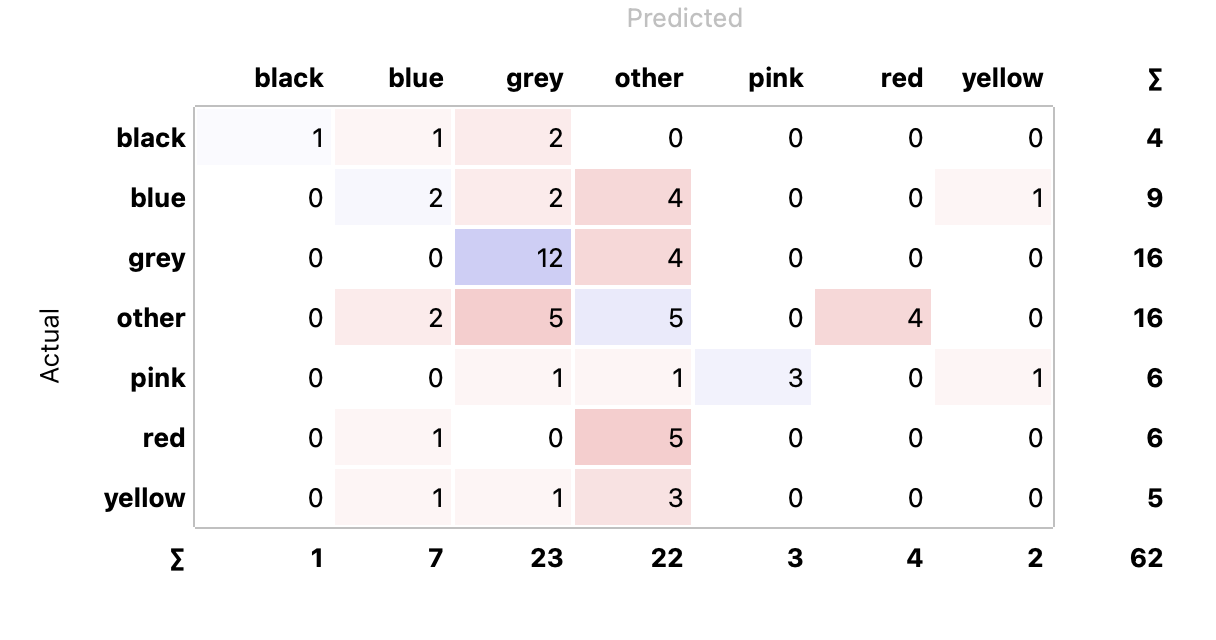 Predicted
black blue grey other pink red yellow Σ
black 1 1 2 0 0 0 0 4
blue 0 2 2 4 0 0 1 9
grey 0 0 12 4 0 0 0 16
other 0 2 5 5 0 4 0 16
Actual
pink 0 0 1 1 3 0 1 6
red 0 1 0 5 0 0 0 6
yellow 0 1 1 3 0 0 0 5
Σ 1 7 23 22 3 4 2 62